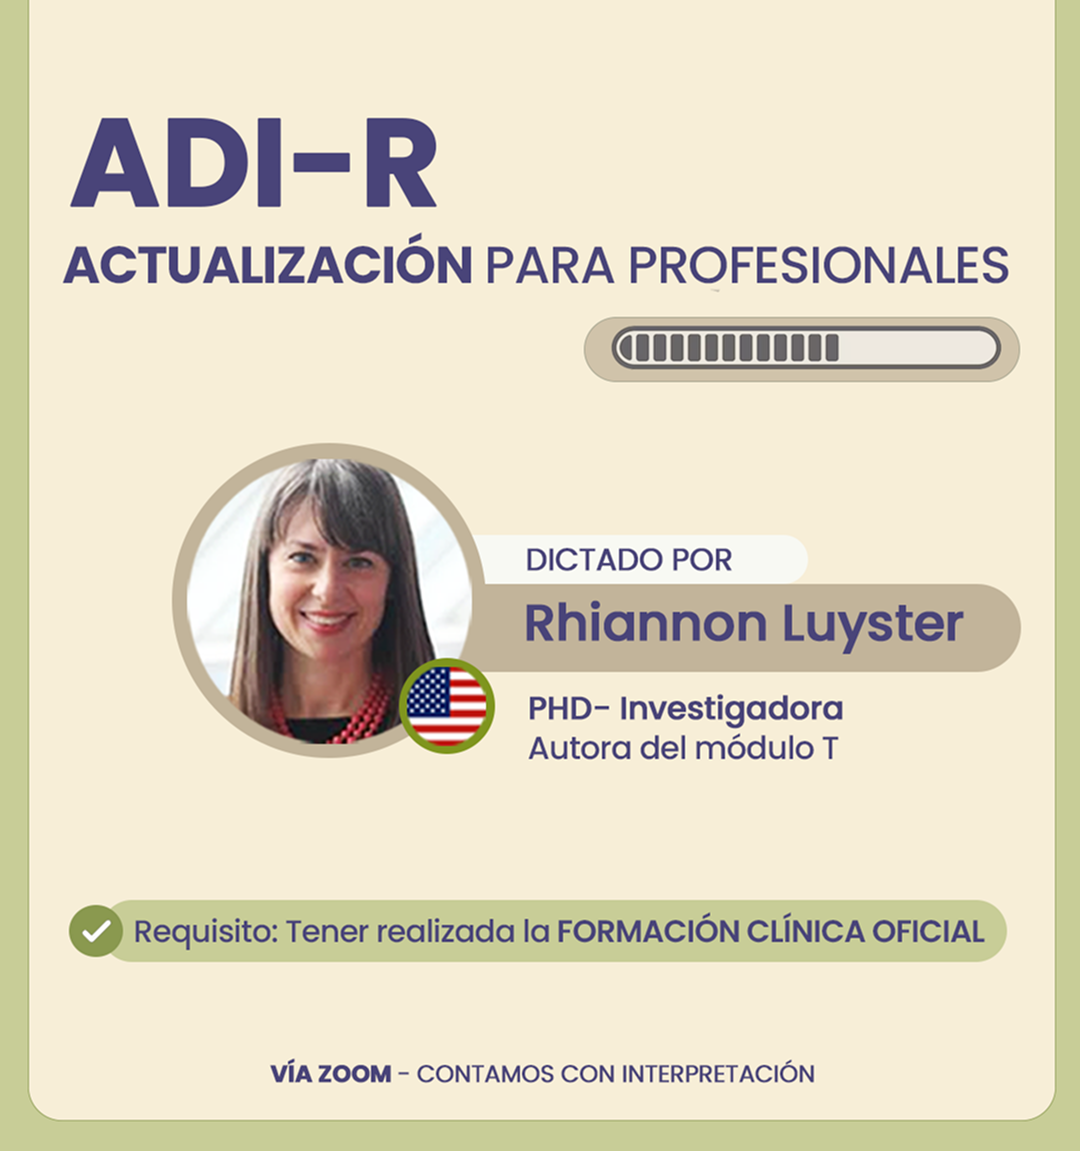 ADI-R
ACTUALIZACIÓN PARA PROFESIONALES
DICTADO POR
Rhiannon Luyster
PHD- Investigadora
Autora del módulo T
Requisito: Tener realizada la FORMACIÓN CLÍNICA OFICIAL
VÍA ZOOM - CONTAMOS CON INTERPRETACIÓN